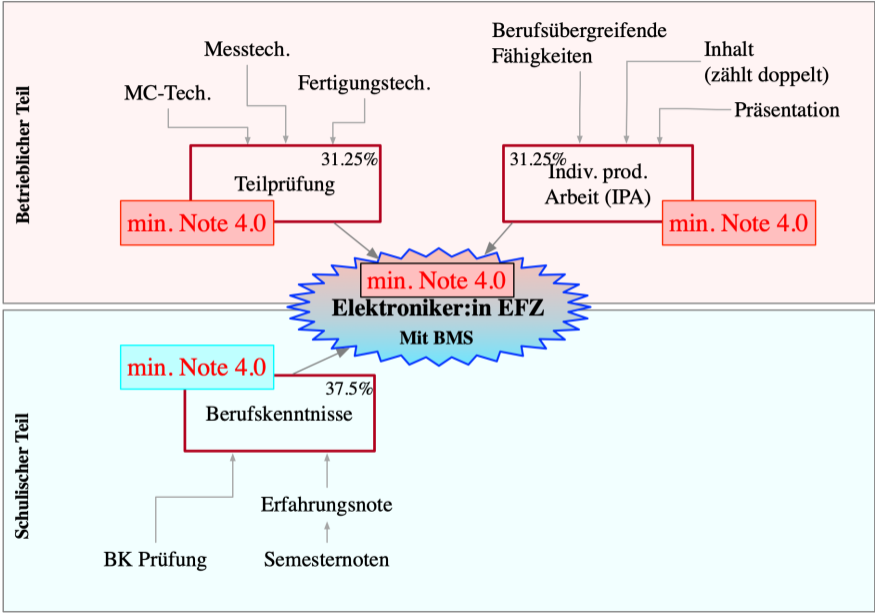 Betrieblicher Teil
Messtech.
MC-Tech.
Fertigungstech.
31.25%
Teilprüfung
min. Note 4.0
Berufsübergreifende
Fähigkeiten
Inhalt
(zählt doppelt)
Präsentation
31.25%
Indiv. prod.
Arbeit (IPA)
min. Note 4.0
min. Note 4.0
Elektroniker:in EFZ
Mit BMS
Schulischer Teil
min. Note 4.0
37.5%
Berufskenntnisse
Erfahrungsnote
BK Prüfung
Semesternoten